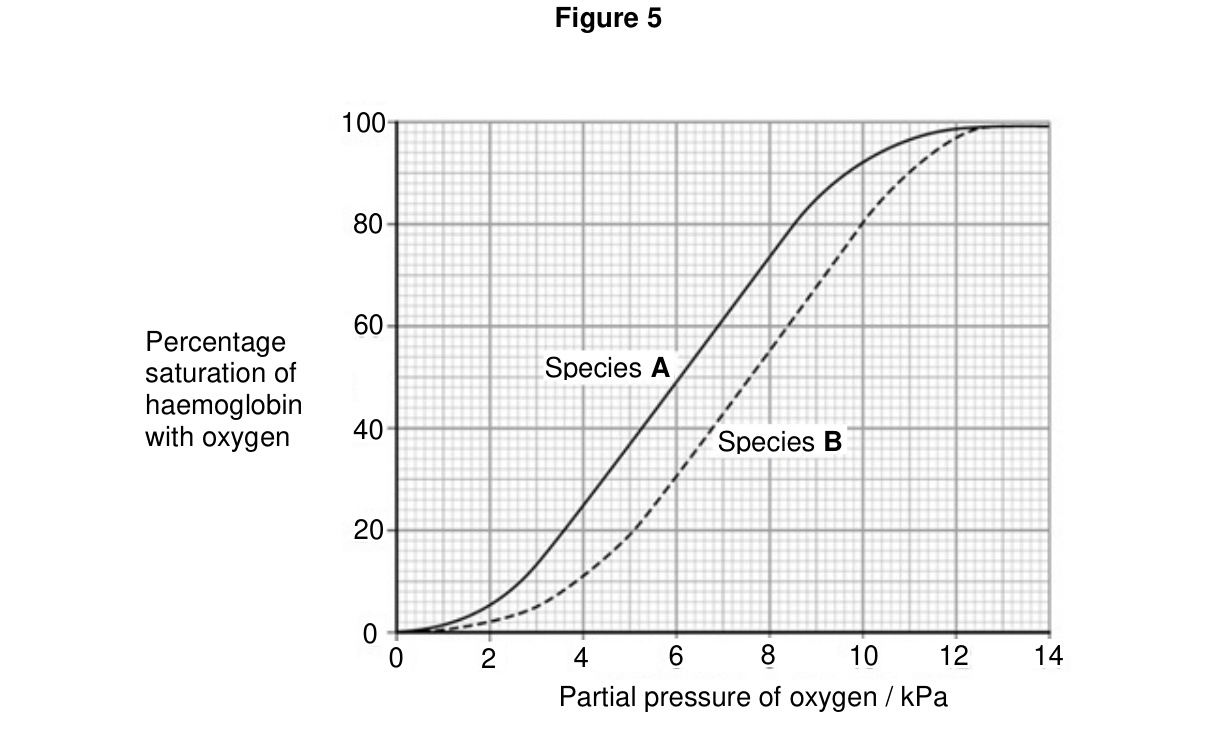 Figure 5
100
80
60
40
20
0
Percentage
saturation of
haemoglobin
with oxygen
Species A
Species B
0 2 4 6 8 10 12 14
Partial pressure of oxygen / kPa